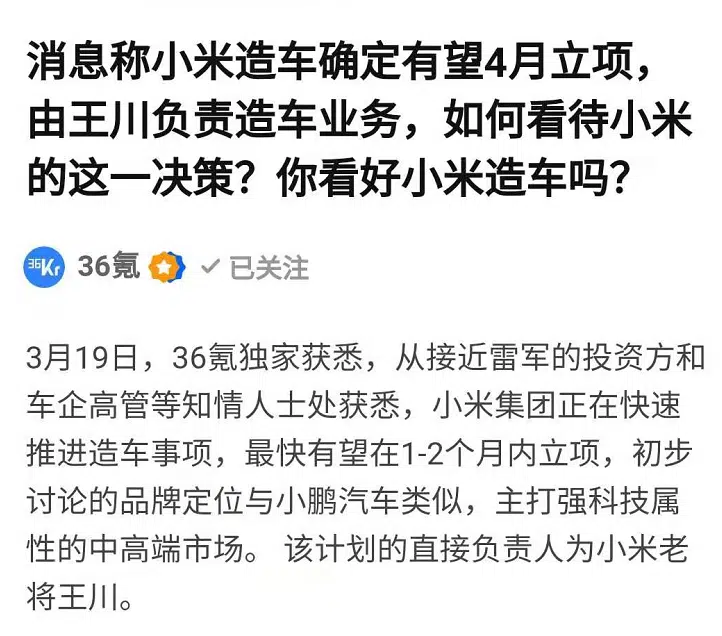 消息称小米造车确定有望4月立项，
由王川负责造车业务，如何看待小米
的这一决策？你看好小米造车吗？
36Kr 36氪 已关注
3月19日，36氪独家获悉，从接近雷军的投资方和
车企高管等知情人士处获悉，小米集团正在快速
推进造车事项，最快有望在1-2个月内立项，初步
讨论的品牌定位与小鹏汽车类似，主打强科技属
性的中高端市场。 该计划的直接负责人为小米老
将王川。